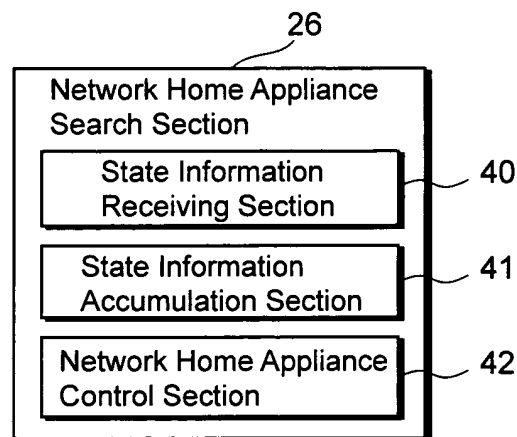 26
Network Home Appliance
Search Section
State Information
Receiving Section
40
State Information
Accumulation Section
41
Network Home Appliance
Control Section
42